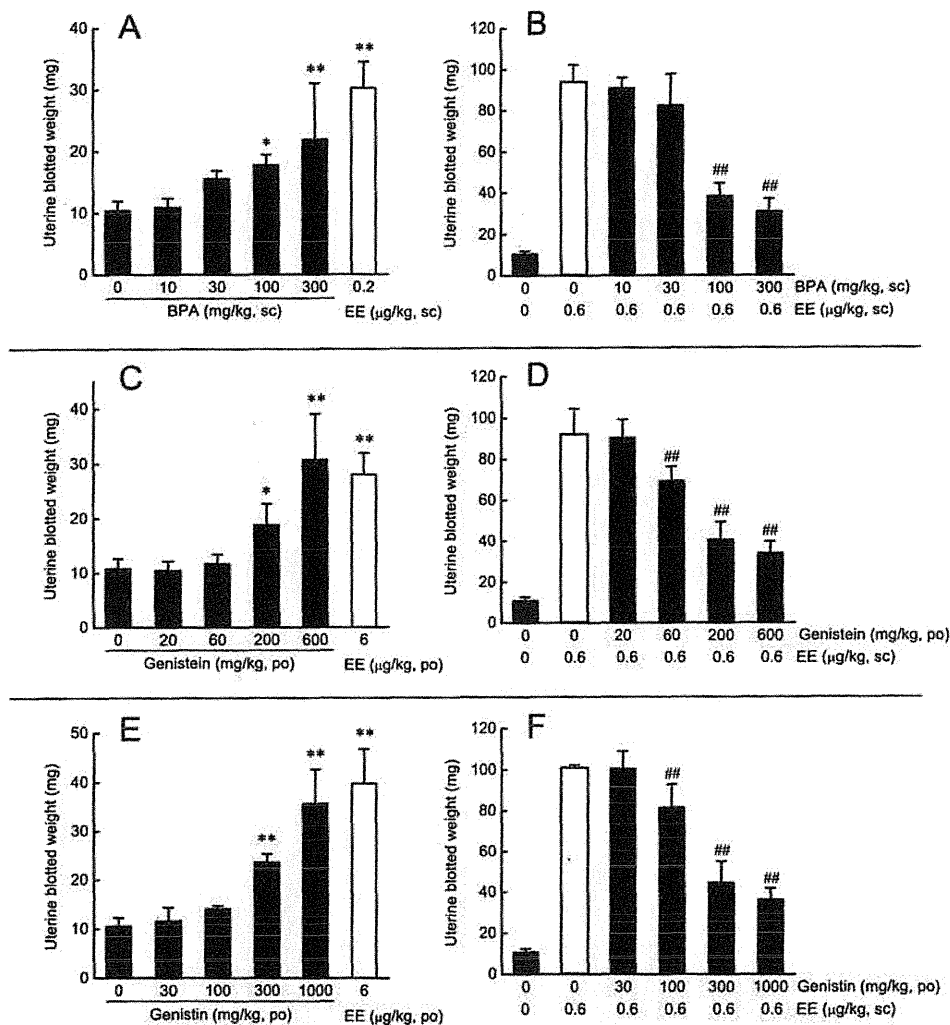 A
Uterine blotted weight (mg)
40
30
20
10
0
* ** **
0 10 30 100 300 0.2
BPA (mg/kg, sc) EE (μg/kg, sc)
B
Uterine blotted weight (mg)
120
100
80
60
40
20
0
## ##
0 0 10 30 100 300 BPA (mg/kg, sc)
0 0.6 0.6 0.6 0.6 0.6 EE (μg/kg, sc)
C
Uterine blotted weight (mg)
40
30
20
10
0
* ** **
0 20 60 200 600 6
Genistein (mg/kg, po) EE (μg/kg, po)
D
Uterine blotted weight (mg)
120
100
80
60
40
20
0
## ## ##
0 0 20 60 200 600 Genistein (mg/kg, po)
0 0.6 0.6 0.6 0.6 0.6 EE (μg/kg, sc)
E
Uterine blotted weight (mg)
50
40
30
20
10
0
** ** **
0 30 100 300 1000 6
Genistin (mg/kg, po) EE (μg/kg, po)
F
Uterine blotted weight (mg)
120
100
80
60
40
20
0
## ## ##
0 0 30 100 300 1000 Genistin (mg/kg, po)
0 0.6 0.6 0.6 0.6 0.6 EE (μg/kg, sc)